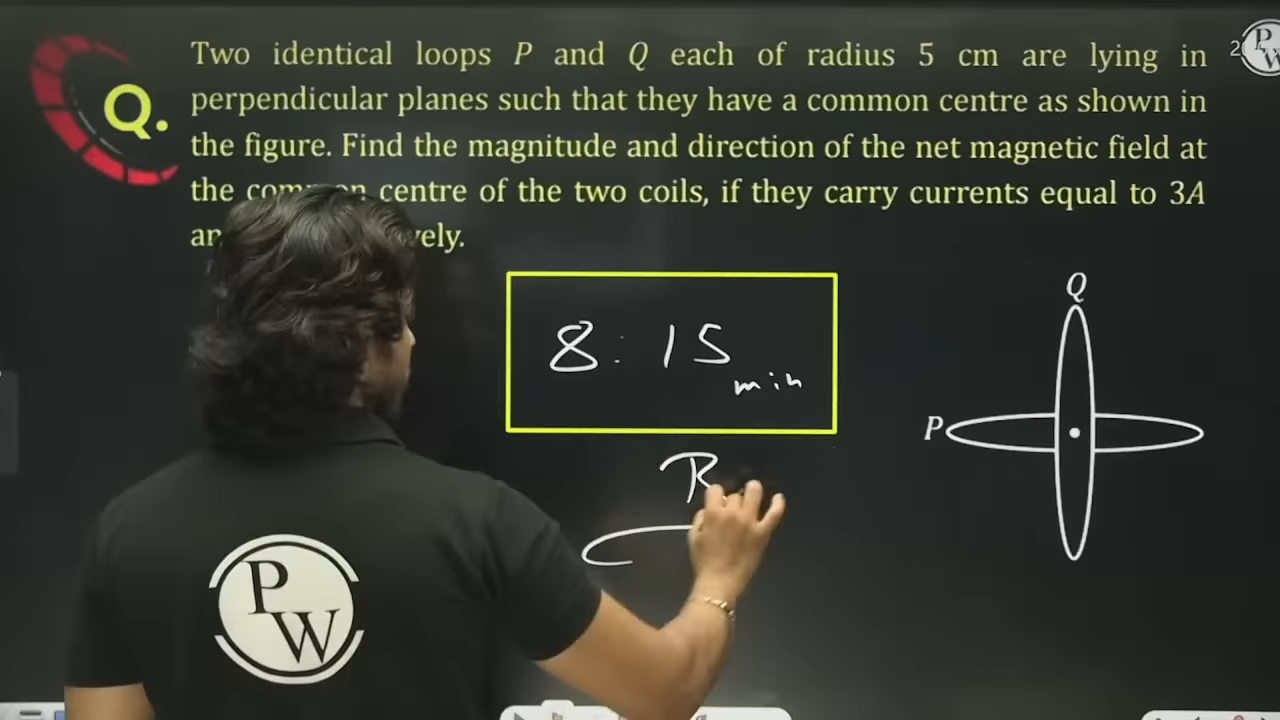 Two identical loops P and Q each of radius 5 cm are lying in
Q. perpendicular planes such that they have a common centre as shown in
the figure. Find the magnitude and direction of the net magnetic field at
the centre of the two coils, if they carry currents equal to 3A
8:15
min
R
Q
P
P
W
P
W